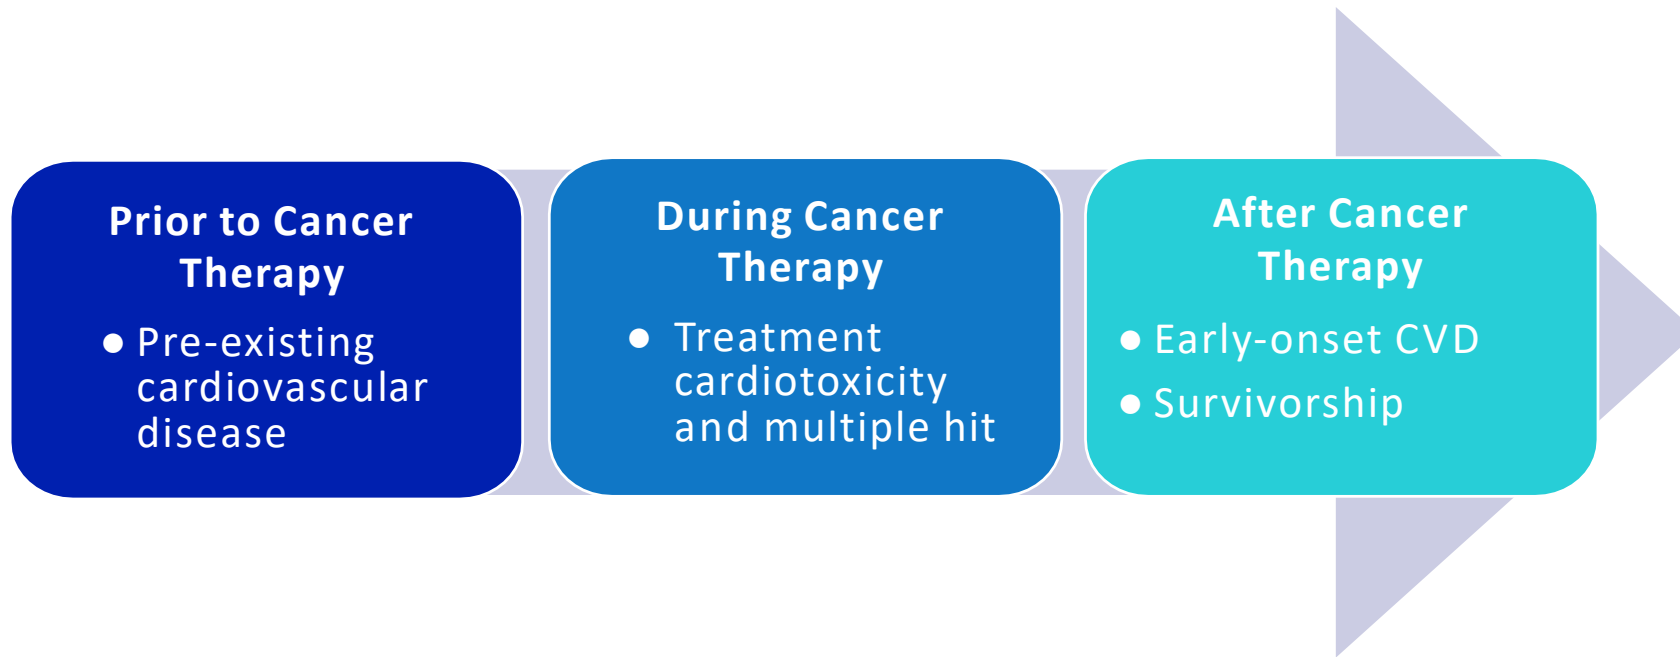 Prior to Cancer
Therapy
● Pre-existing
cardiovascular
disease
During Cancer
Therapy
● Treatment
cardiotoxicity
and multiple hit
After Cancer
Therapy
● Early-onset CVD
● Survivorship